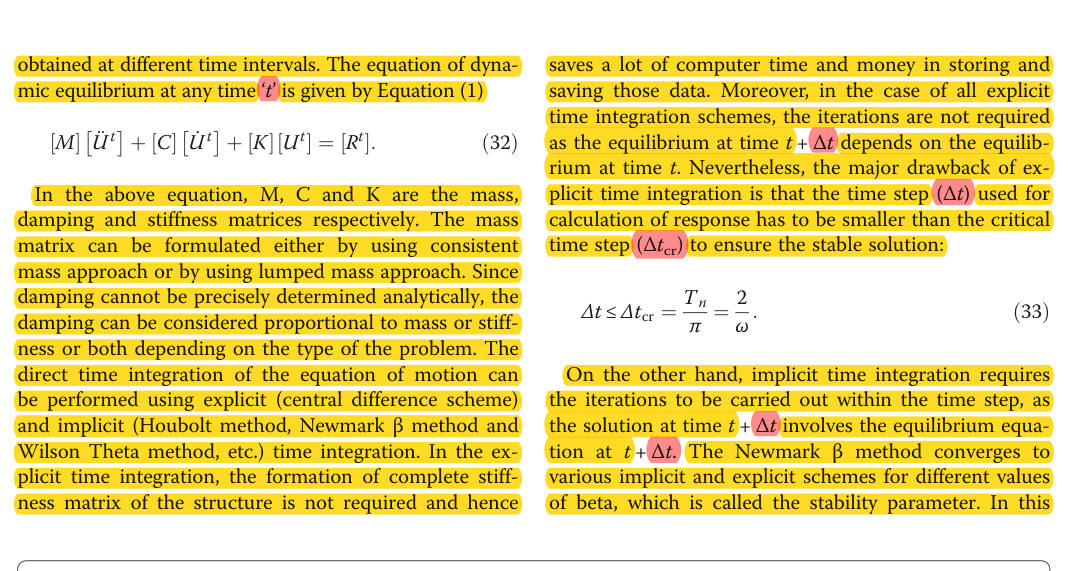 obtained at different time intervals. The equation of dyna-
mic equilibrium at any time ‘t’ is given by Equation (1)
[M] [Ü^t] + [C] [U̇^t] + [K] [U^t] = [R^t]. (32)
In the above equation, M, C and K are the mass,
damping and stiffness matrices respectively. The mass
matrix can be formulated either by using consistent
mass approach or by using lumped mass approach. Since
damping cannot be precisely determined analytically, the
damping can be considered proportional to mass or stiff-
ness or both depending on the type of the problem. The
direct time integration of the equation of motion can
be performed using explicit (central difference scheme)
and implicit (Houbolt method, Newmark β method and
Wilson Theta method, etc.) time integration. In the ex-
plicit time integration, the formation of complete stiff-
ness matrix of the structure is not required and hence
saves a lot of computer time and money in storing and
saving those data. Moreover, in the case of all explicit
time integration schemes, the iterations are not required
as the equilibrium at time t + Δt depends on the equilib-
rium at time t. Nevertheless, the major drawback of ex-
plicit time integration is that the time step (Δt) used for
calculation of response has to be smaller than the critical
time step (Δt_cr) to ensure the stable solution:
Δt ≤ Δt_cr = T_n/π = 2/ω. (33)
On the other hand, implicit time integration requires
the iterations to be carried out within the time step, as
the solution at time t + Δt involves the equilibrium equa-
tion at t + Δt. The Newmark β method converges to
various implicit and explicit schemes for different values
of beta, which is called the stability parameter. In this